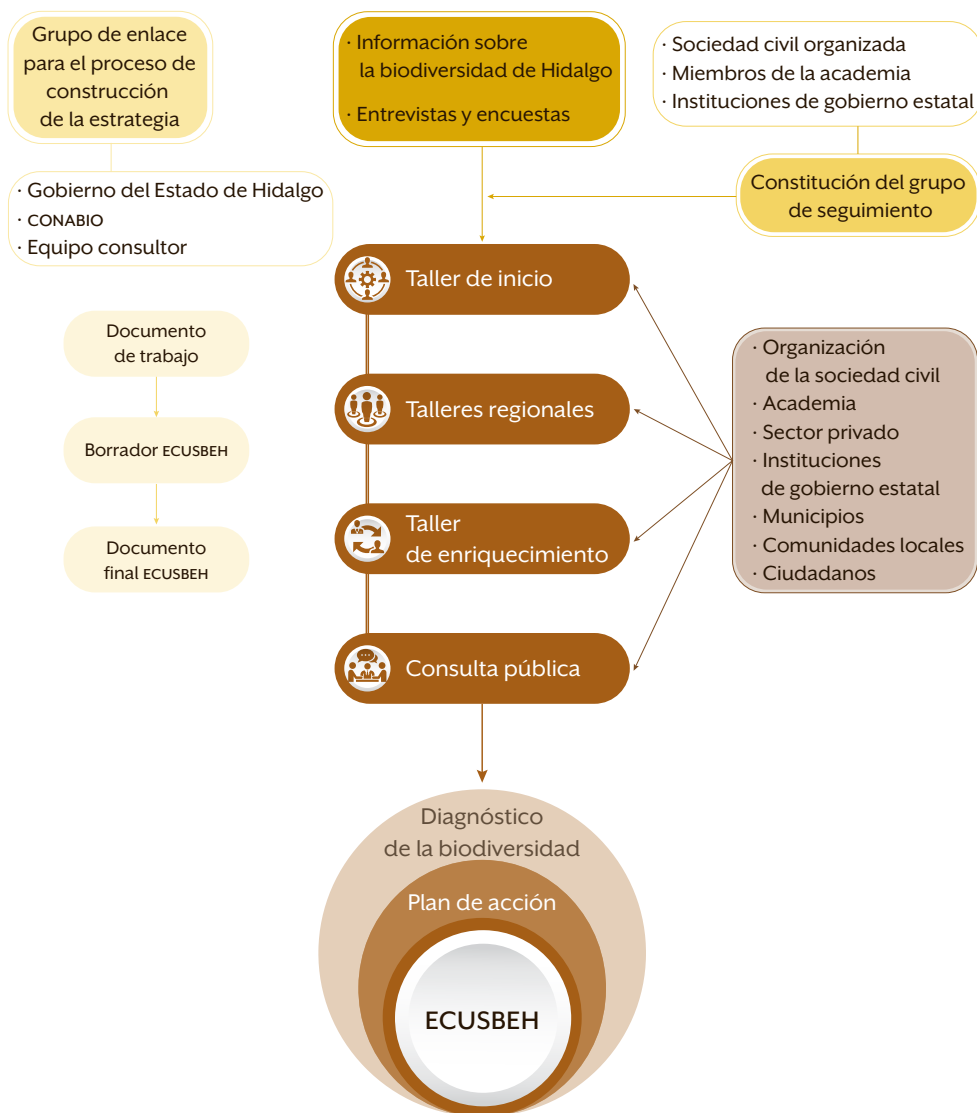 Grupo de enlace
para el proceso de
construcción
de la estrategia
· Gobierno del Estado de Hidalgo
· CONABIO
· Equipo consultor
· Información sobre
la biodiversidad de Hidalgo
· Entrevistas y encuestas
· Sociedad civil organizada
· Miembros de la academia
· Instituciones de gobierno estatal
Constitución del grupo
de seguimiento
Documento
de trabajo
Borrador ECUSBEH
Documento
final ECUSBEH
Taller de inicio
Talleres regionales
Taller
de enriquecimiento
Consulta pública
· Organización
de la sociedad civil
· Academia
· Sector privado
· Instituciones
de gobierno estatal
· Municipios
· Comunidades locales
· Ciudadanos
Diagnóstico
de la biodiversidad
Plan de acción
ECUSBEH